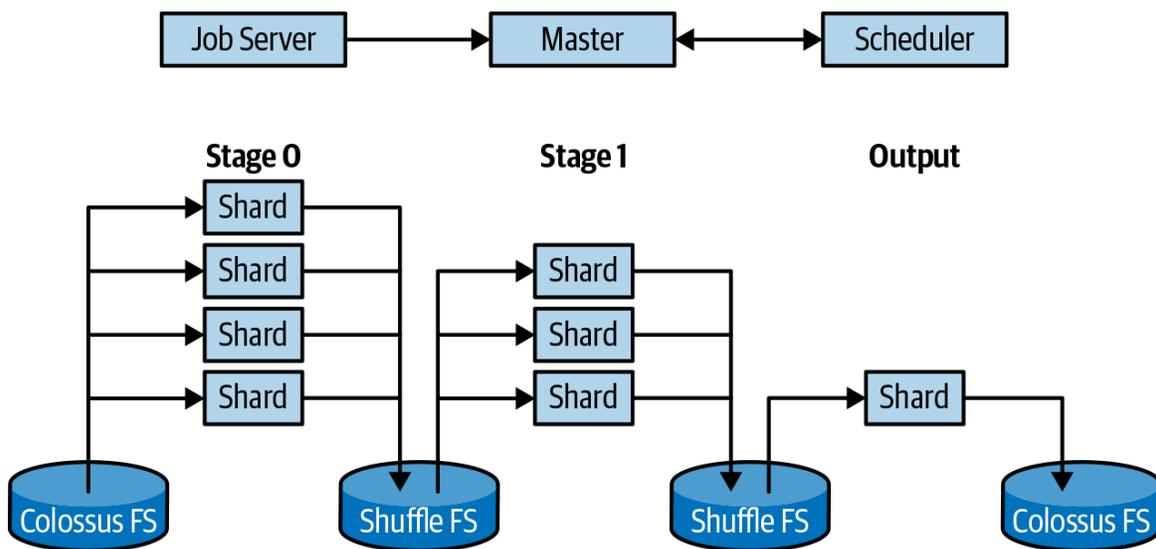 Job Server
Master
Scheduler
Stage 0
Stage 1
Output
Shard
Shard
Shard
Shard
Shard
Shard
Shard
Shard
Colossus FS
Shuffle FS
Shuffle FS
Colossus FS